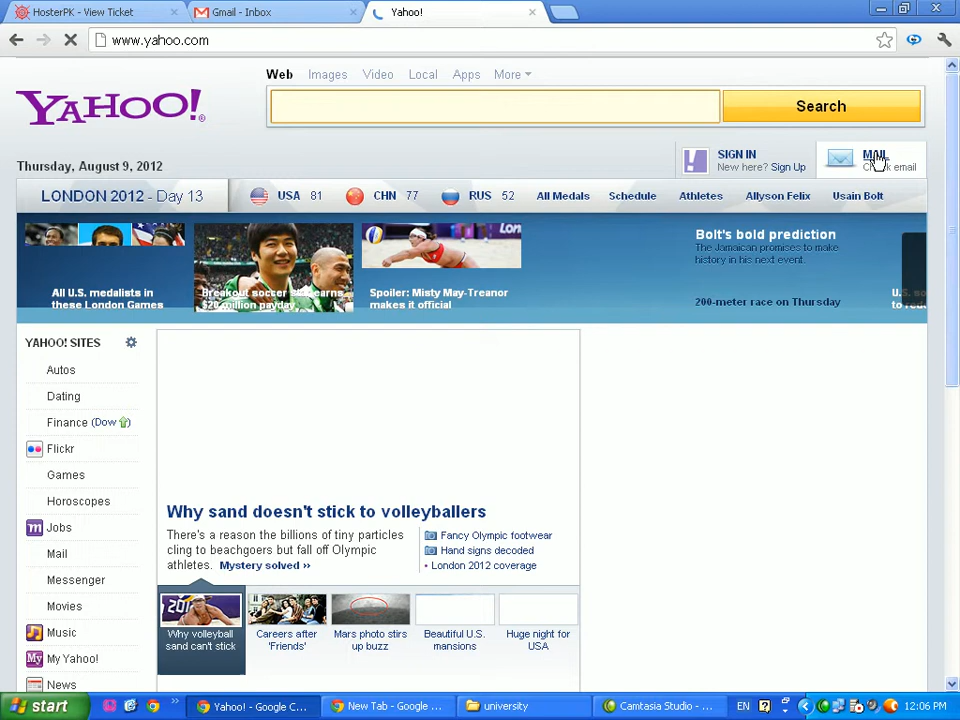 HosterPK - View Ticket
Gmail - Inbox
Yahoo!
www.yahoo.com
Web Images Video Local Apps More
YAHOO!
Search
SIGN IN
New here? Sign Up
MAIL
email
Thursday, August 9, 2012
LONDON 2012 - Day 13
USA 81 CHN 77 RUS 52 All Medals Schedule Athletes Allyson Felix Usain Bolt
All U.S. medalists in
these London Games
Breakout soccer star earns
$20 million payday
Spoiler: Misty May-Treanor
makes it official
Bolt's bold prediction
The Jamaican promises to make
history in his next event.
200-meter race on Thursday
YAHOO! SITES
Autos
Dating
Finance (Dow)
Flickr
Games
Horoscopes
Jobs
Mail
Messenger
Movies
Music
My Yahoo!
News
Why sand doesn't stick to volleyballers
There's a reason the billions of tiny particles
cling to beachgoers but fall off Olympic
athletes. Mystery solved »
Fancy Olympic footwear
Hand signs decoded
• London 2012 coverage
Why volleyball
sand can't stick
Careers after
'Friends'
Mars photo stirs
up buzz
Beautiful U.S.
mansions
Huge night for
USA
start
Yahoo! - Google C...
New Tab - Google ...
university
Camtasia Studio - ...
EN
12:06 PM